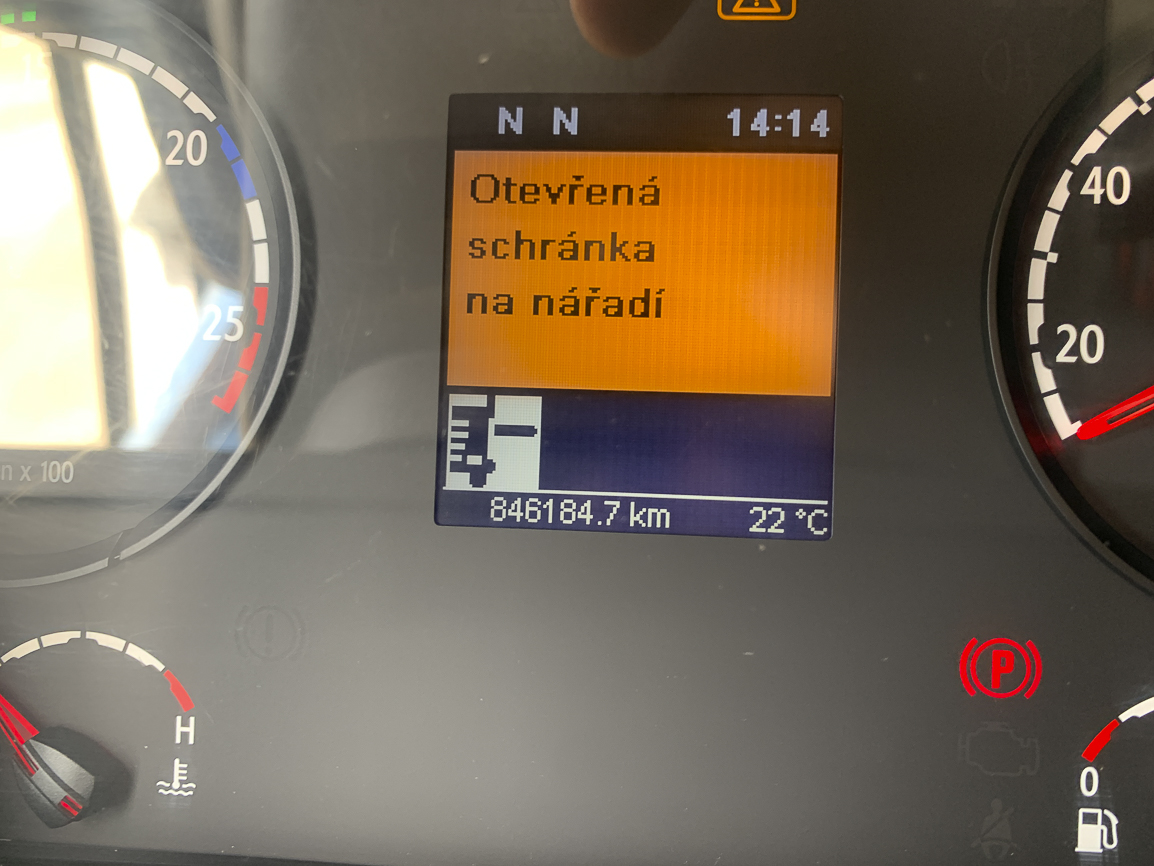 N N 14:14
Otevřená
schránka
na nářadí
846184.7 km 22 °C
20
25
n x 100
40
20
H
P
0